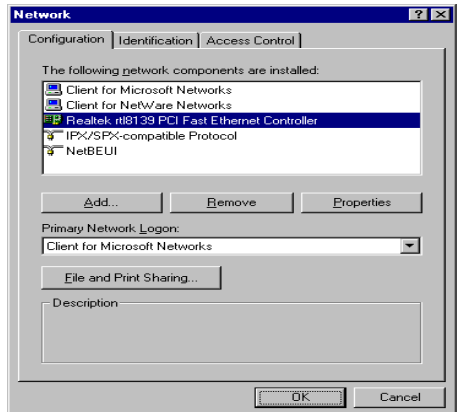 Network
Configuration Identification Access Control
The following network components are installed:
Client for Microsoft Networks
Client for NetWare Networks
Realtek rtl8139 PCI Fast Ethernet Controller
IPX/SPX-compatible Protocol
NetBEUI
Add... Remove Properties
Primary Network Logon:
Client for Microsoft Networks
File and Print Sharing...
Description
OK Cancel